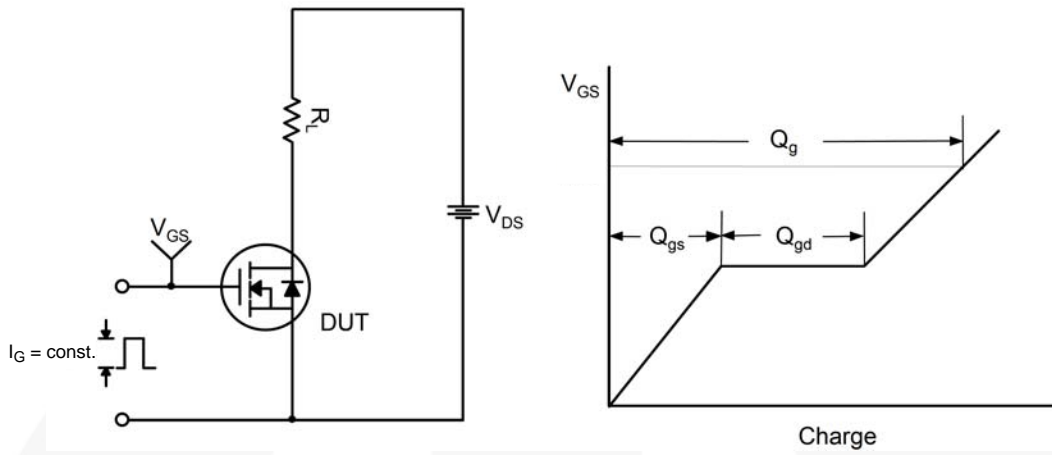 R_L
V_GS
V_DS
DUT
I_G = const.
V_GS
Q_g
Q_gs
Q_gd
Charge